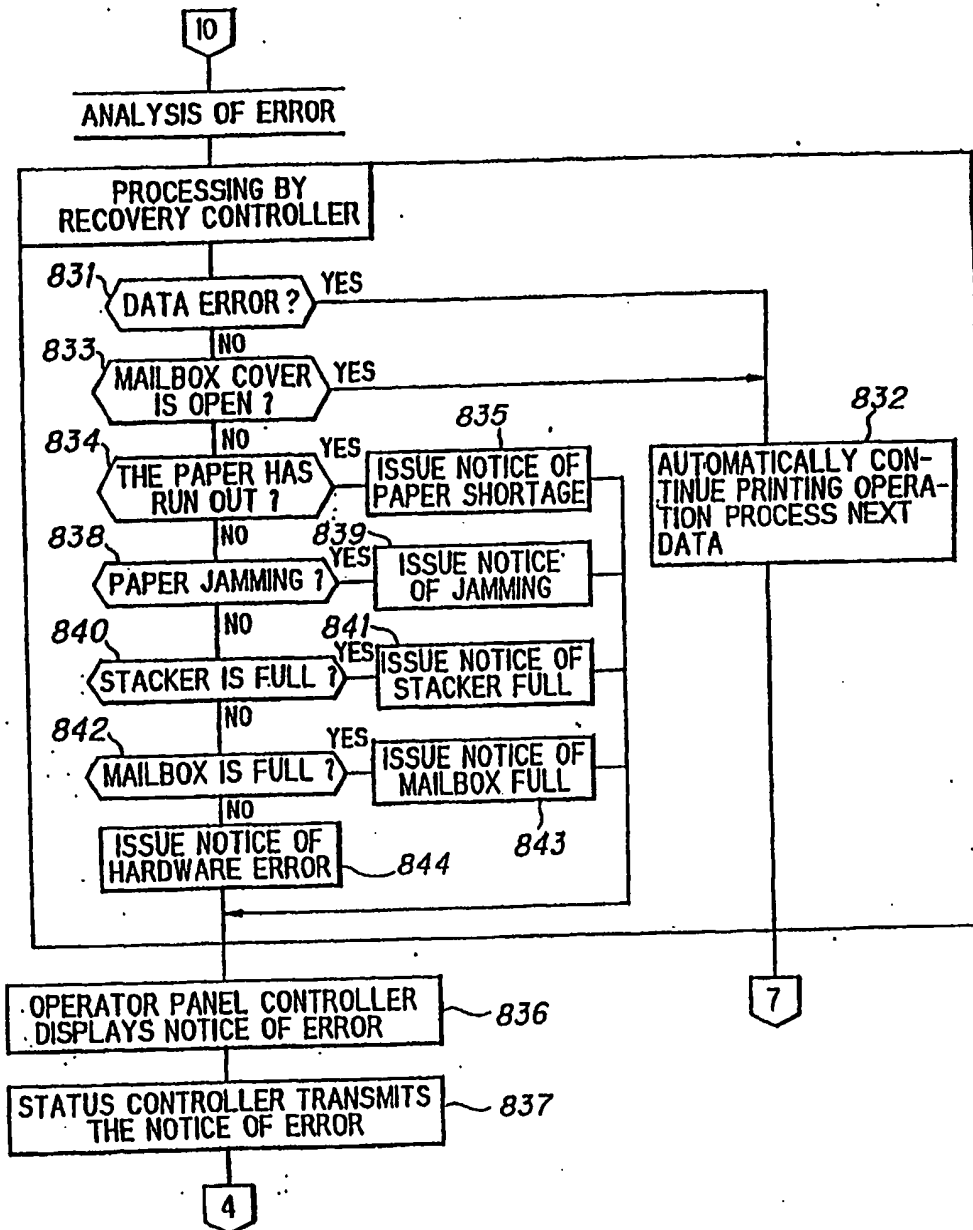 10
ANALYSIS OF ERROR
PROCESSING BY
RECOVERY CONTROLLER
831
DATA ERROR ?
YES
NO
833
MAILBOX COVER
IS OPEN ?
YES
NO
834
THE PAPER HAS
RUN OUT ?
YES
835
ISSUE NOTICE OF
PAPER SHORTAGE
832
AUTOMATICALLY CON-
TINUE PRINTING OPERA-
TION PROCESS NEXT
DATA
NO
838
PAPER JAMMING ?
YES
839
ISSUE NOTICE
OF JAMMING
NO
840
STACKER IS FULL ?
YES
841
ISSUE NOTICE OF
STACKER FULL
NO
842
MAILBOX IS FULL ?
YES
ISSUE NOTICE OF
MAILBOX FULL
843
NO
ISSUE NOTICE OF
HARDWARE ERROR
844
7
OPERATOR PANEL CONTROLLER
DISPLAYS NOTICE OF ERROR
836
STATUS CONTROLLER TRANSMITS
THE NOTICE OF ERROR
837
4